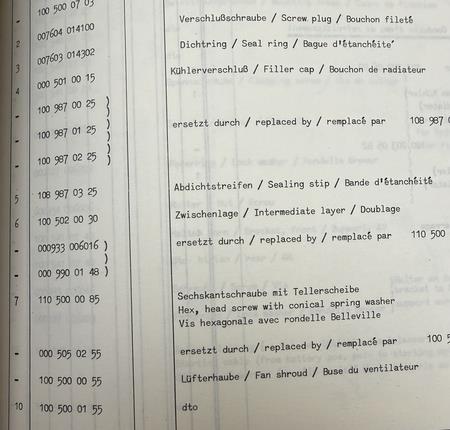 - 100 500 07 03
2 007604 014100 Verschlußschraube / Screw plug / Bouchon fileté
3 007603 014302 Dichtring / Seal ring / Bague d'étanchéité
4 000 501 00 15 Kühlerverschluß / Filler cap / Bouchon de radiateur
- 100 987 00 25 )
- 100 987 01 25 ) ersetzt durch / replaced by / remplacé par 108 987
- 100 987 02 25 )
5 108 987 03 25 Abdichtstreifen / Sealing stip / Bande d'étanchéité
6 100 502 00 30 Zwischenlage / Intermediate layer / Doublage
- 000933 006016 ) ersetzt durch / replaced by / remplacé par 110 500
- 000 990 01 48 )
7 110 500 00 85 Sechskantschraube mit Tellerscheibe
Hex, head screw with conical spring washer
Vis hexagonale avec rondelle Belleville
- 000 505 02 55 ersetzt durch / replaced by / remplacé par 100 5
- 100 500 00 55 Lüfterhaube / Fan shroud / Buse du ventilateur
10 100 500 01 55 dto